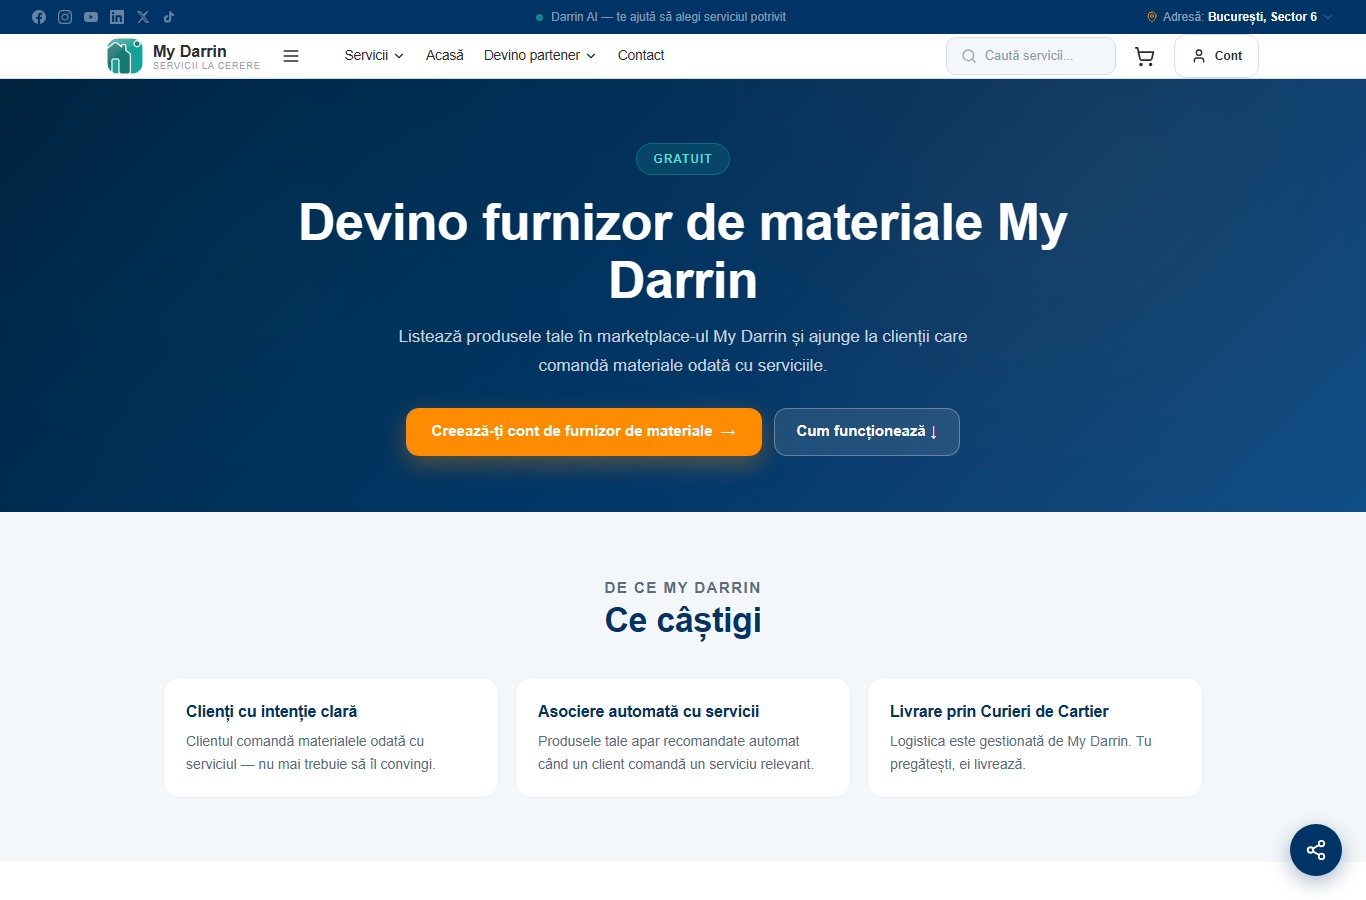 Darrin AI — te ajută să alegi serviciul potrivit
Adresă: București, Sector 6
My Darrin
SERVICII LA CERERE
Servicii
Acasă
Devino partener
Contact
Caută servicii...
Cont
GRATUIT
Devino furnizor de materiale My
Darrin
Listează produsele tale în marketplace-ul My Darrin și ajunge la clienții care
comandă materiale odată cu serviciile.
Creează-ți cont de furnizor de materiale →
Cum funcționează ↓
DE CE MY DARRIN
Ce câștigi
Clienți cu intenție clară
Clientul comandă materialele odată cu
serviciul — nu mai trebuie să îl convingi.
Asociere automată cu servicii
Produsele tale apar recomandate automat
când un client comandă un serviciu relevant.
Livrare prin Curieri de Cartier
Logistica este gestionată de My Darrin. Tu
pregătești, ei livrează.